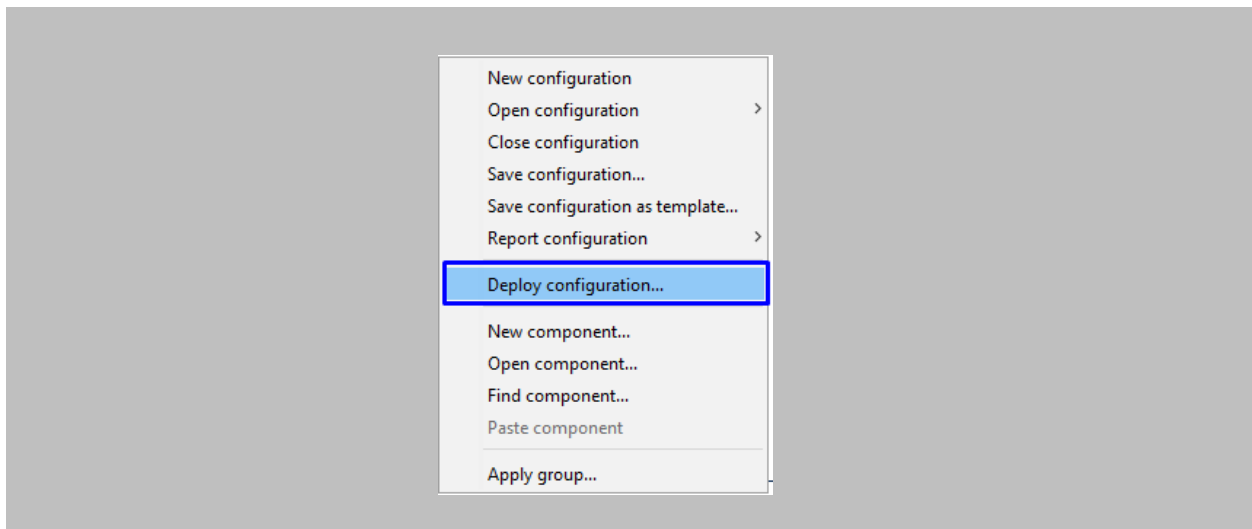 New configuration
Open configuration
Close configuration
Save configuration...
Save configuration as template...
Report configuration
Deploy configuration...
New component...
Open component...
Find component...
Paste component
Apply group...